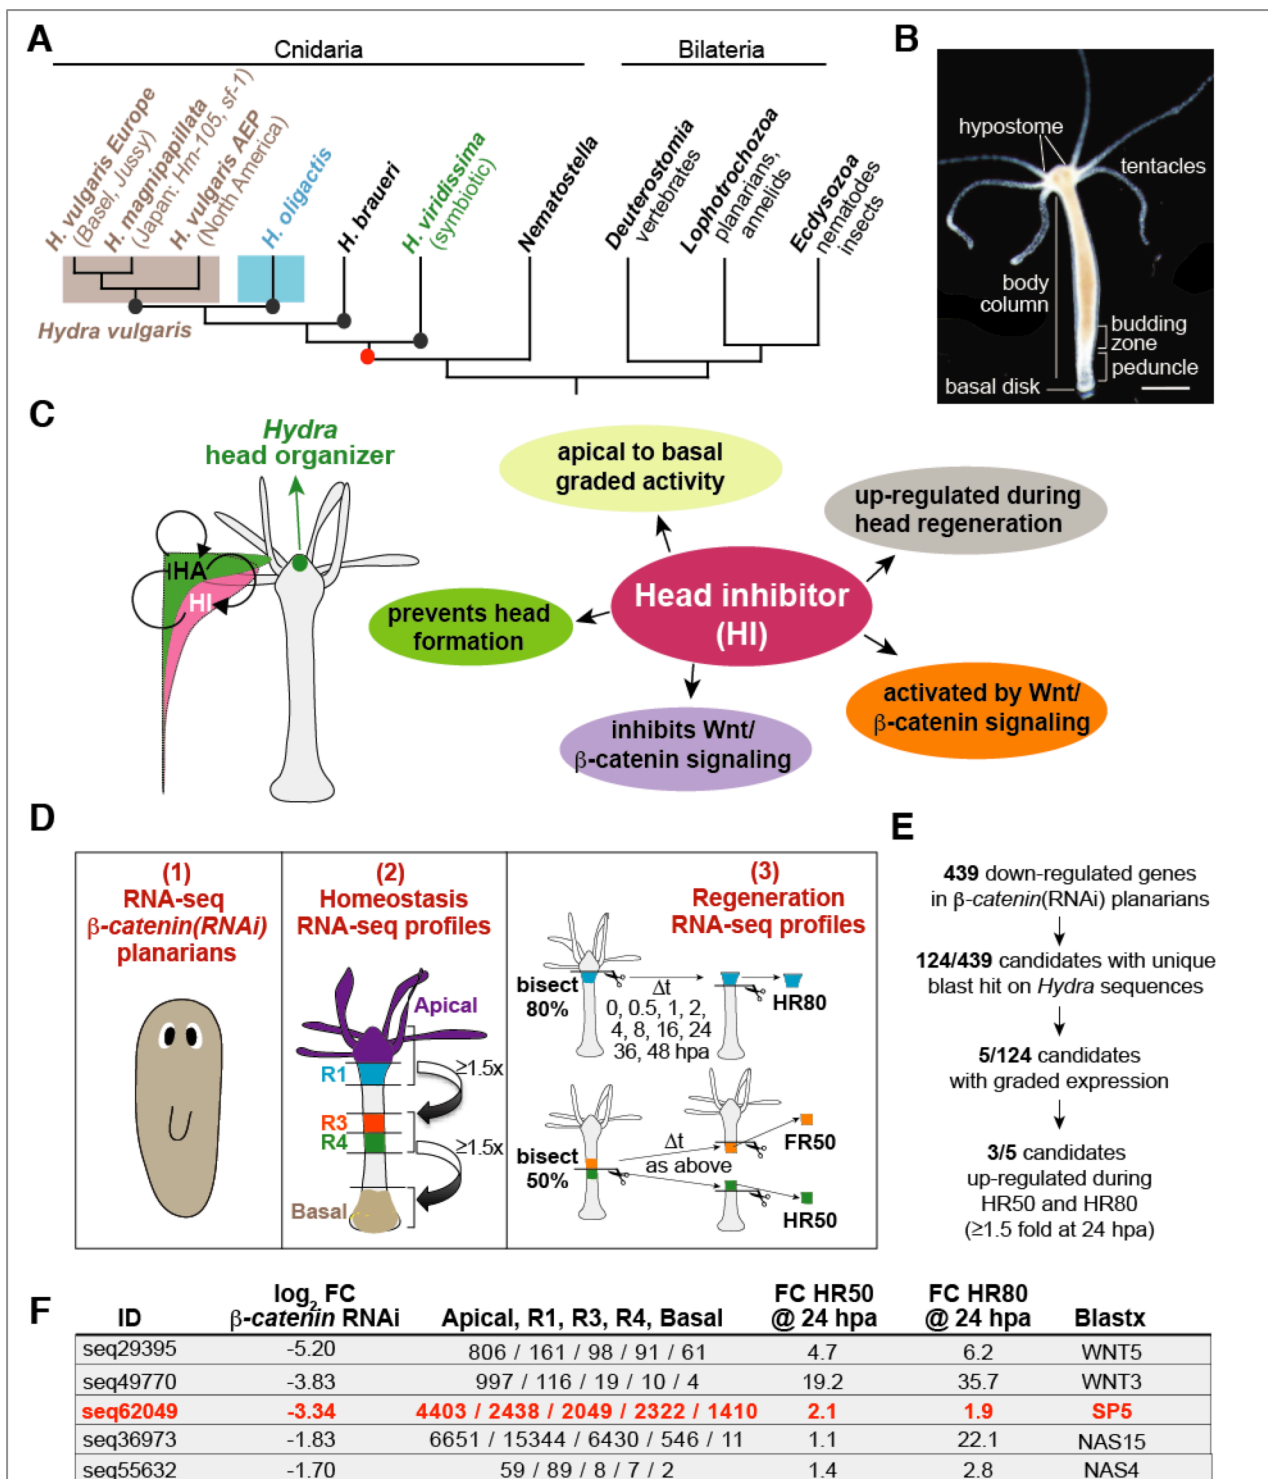 A
Cnidaria
Bilateria
H. vulgaris Europe
(Basel, Jussy)
H. magnipapillata
(Japan: Hm-105, sf-1)
H. vulgaris AEP
(North America)
H. oligactis
H. braueri
H. viridissima
(symbiotic)
Nematostella
Deuterostomia
vertebrates
Lophotrochozoa
planarians,
annelids
Ecdysozoa
nematodes
insects
Hydra vulgaris
B
hypostome
tentacles
body
column
budding
zone
peduncle
basal disk
C
Hydra
head organizer
HA
HI
apical to basal
graded activity
up-regulated during
head regeneration
Head inhibitor
(HI)
prevents head
formation
activated by Wnt/
β-catenin signaling
inhibits Wnt/
β-catenin signaling
D
(1)
RNA-seq
β-catenin(RNAi)
planarians
(2)
Homeostasis
RNA-seq profiles
Apical
R1
≥1.5x
R3
R4
≥1.5x
Basal
(3)
Regeneration
RNA-seq profiles
bisect
80%
Δt
0, 0.5, 1, 2,
4, 8, 16, 24
36, 48 hpa
HR80
bisect
50%
Δt
as above
FR50
HR50
E
439 down-regulated genes
in β-catenin(RNAi) planarians
124/439 candidates with unique
blast hit on Hydra sequences
5/124 candidates
with graded expression
3/5 candidates
up-regulated during
HR50 and HR80
(≥1.5 fold at 24 hpa)
F
ID log₂ FC β-catenin RNAi Apical, R1, R3, R4, Basal FC HR50 @ 24 hpa FC HR80 @ 24 hpa Blastx
seq29395 -5.20 806 / 161 / 98 / 91 / 61 4.7 6.2 WNT5
seq49770 -3.83 997 / 116 / 19 / 10 / 4 19.2 35.7 WNT3
seq62049 -3.34 4403 / 2438 / 2049 / 2322 / 1410 2.1 1.9 SP5
seq36973 -1.83 6651 / 15344 / 6430 / 546 / 11 1.1 22.1 NAS15
seq55632 -1.70 59 / 89 / 8 / 7 / 2 1.4 2.8 NAS4